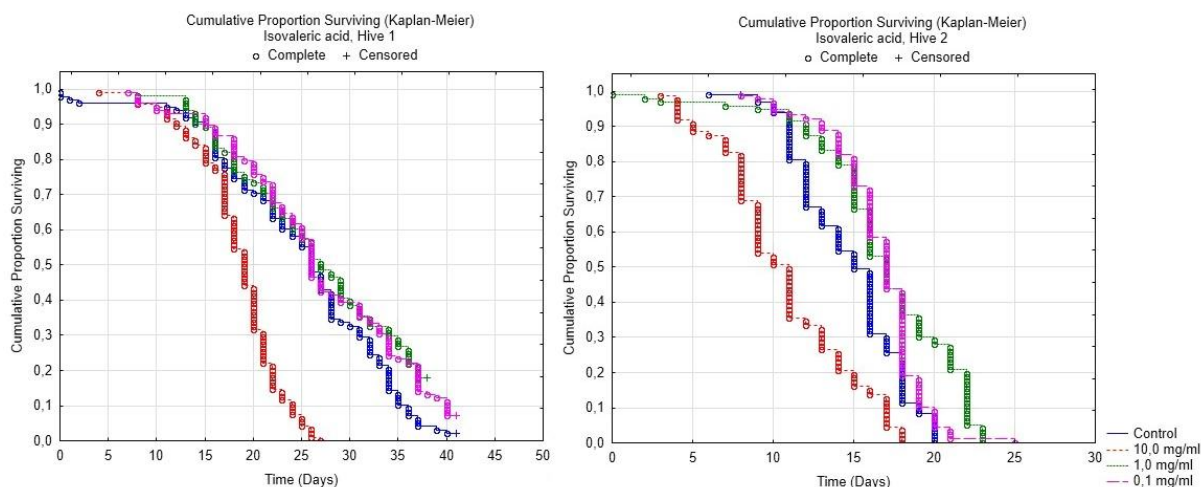 Cumulative Proportion Surviving (Kaplan-Meier)
Isovaleric acid, Hive 1
Complete + Censored
Cumulative Proportion Surviving
1,0
0,9
0,8
0,7
0,6
0,5
0,4
0,3
0,2
0,1
0,0
0 5 10 15 20 25 30 35 40 45 50
Time (Days)
Cumulative Proportion Surviving (Kaplan-Meier)
Isovaleric acid, Hive 2
Complete + Censored
Cumulative Proportion Surviving
1,0
0,9
0,8
0,7
0,6
0,5
0,4
0,3
0,2
0,1
0,0
0 5 10 15 20 25 30
Time (Days)
Control
10,0 mg/ml
1,0 mg/ml
0,1 mg/ml